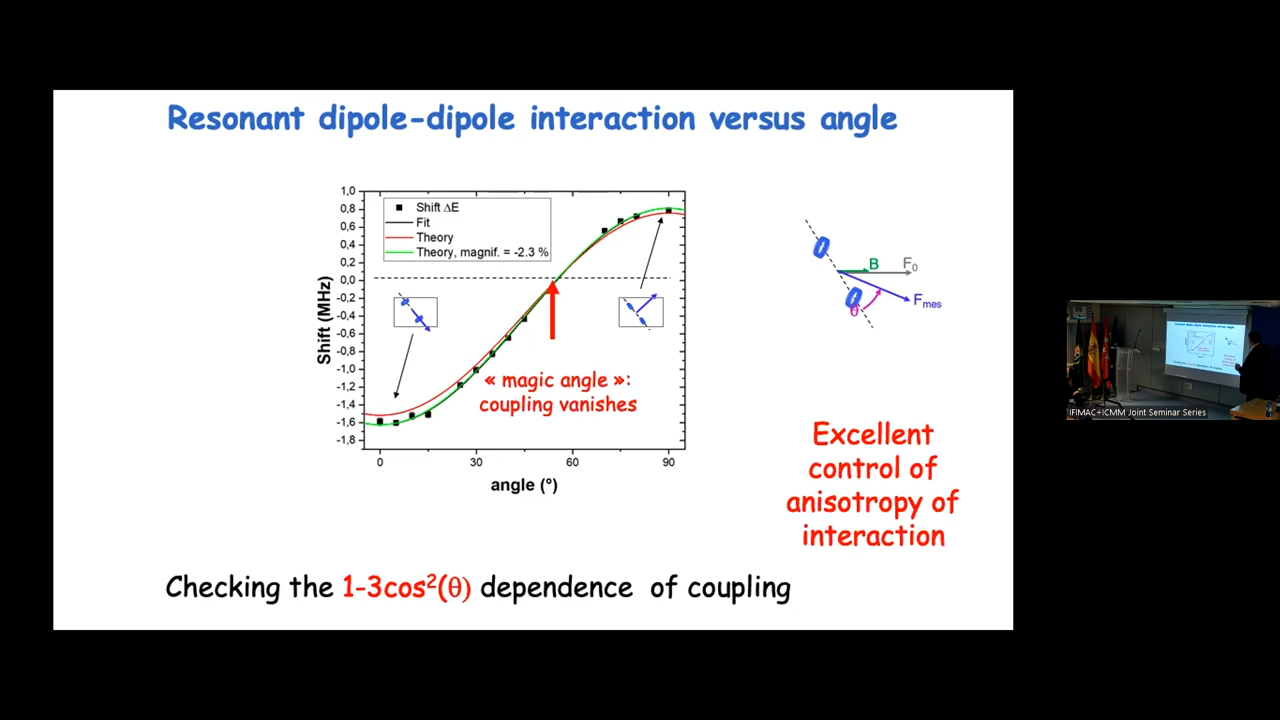 Resonant dipole-dipole interaction versus angle
1,0
0,8
0,6
0,4
0,2
0,0
-0,2
-0,4
-0,6
-0,8
-1,0
-1,2
-1,4
-1,6
-1,8
Shift (MHz)
Shift ΔE
Fit
Theory
Theory, magnif. = -2.3 %
« magic angle »:
coupling vanishes
0 30 60 90
angle (°)
B
F₀
Fmes
θ
Excellent
control of
anisotropy of
interaction
Checking the 1-3cos²(θ) dependence of coupling
IFIMAC+ICMM Joint Seminar Series